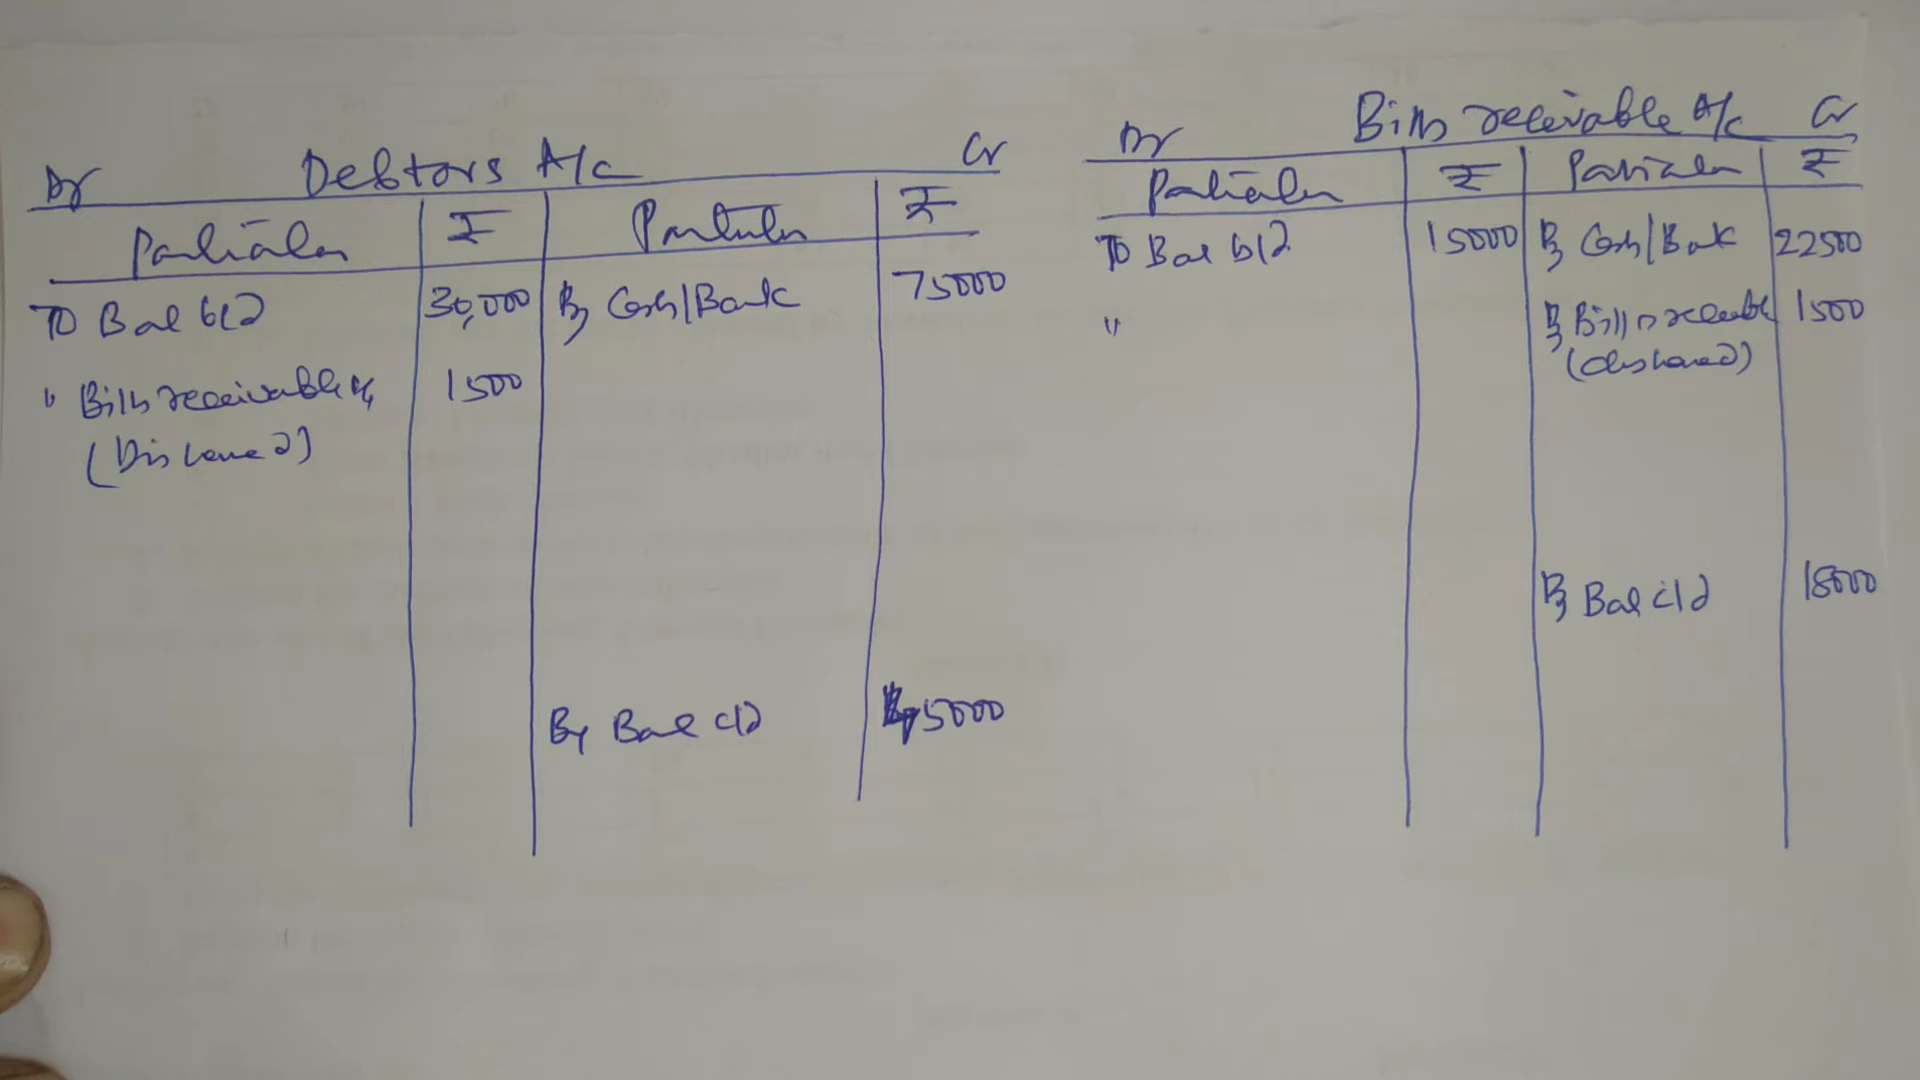 Dr Debtors A/c Cr
Particulars ₹ Particulars ₹
To Bal b/d 30,000 By Cash/Bank 75000
" Bills receivable
1500
(Dishonored)
By Bal c/d 5000
Dr Bills receivable A/c Cr
Particulars ₹ Particulars ₹
To Bal b/d 15000 By Cash/Bank 22500
" By Bills receivable 1500
(dishonored)
By Bal c/d 18000